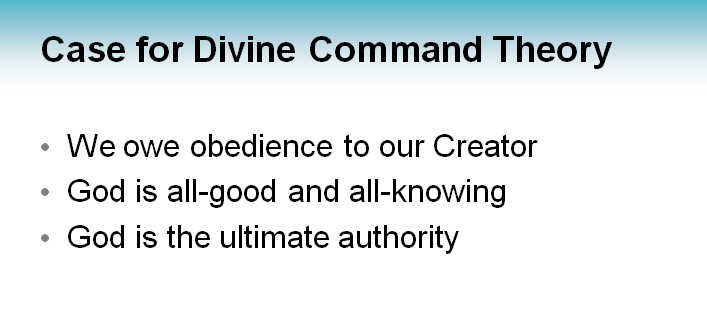 Case for Divine Command Theory
• We owe obedience to our Creator
• God is all-good and all-knowing
• God is the ultimate authority